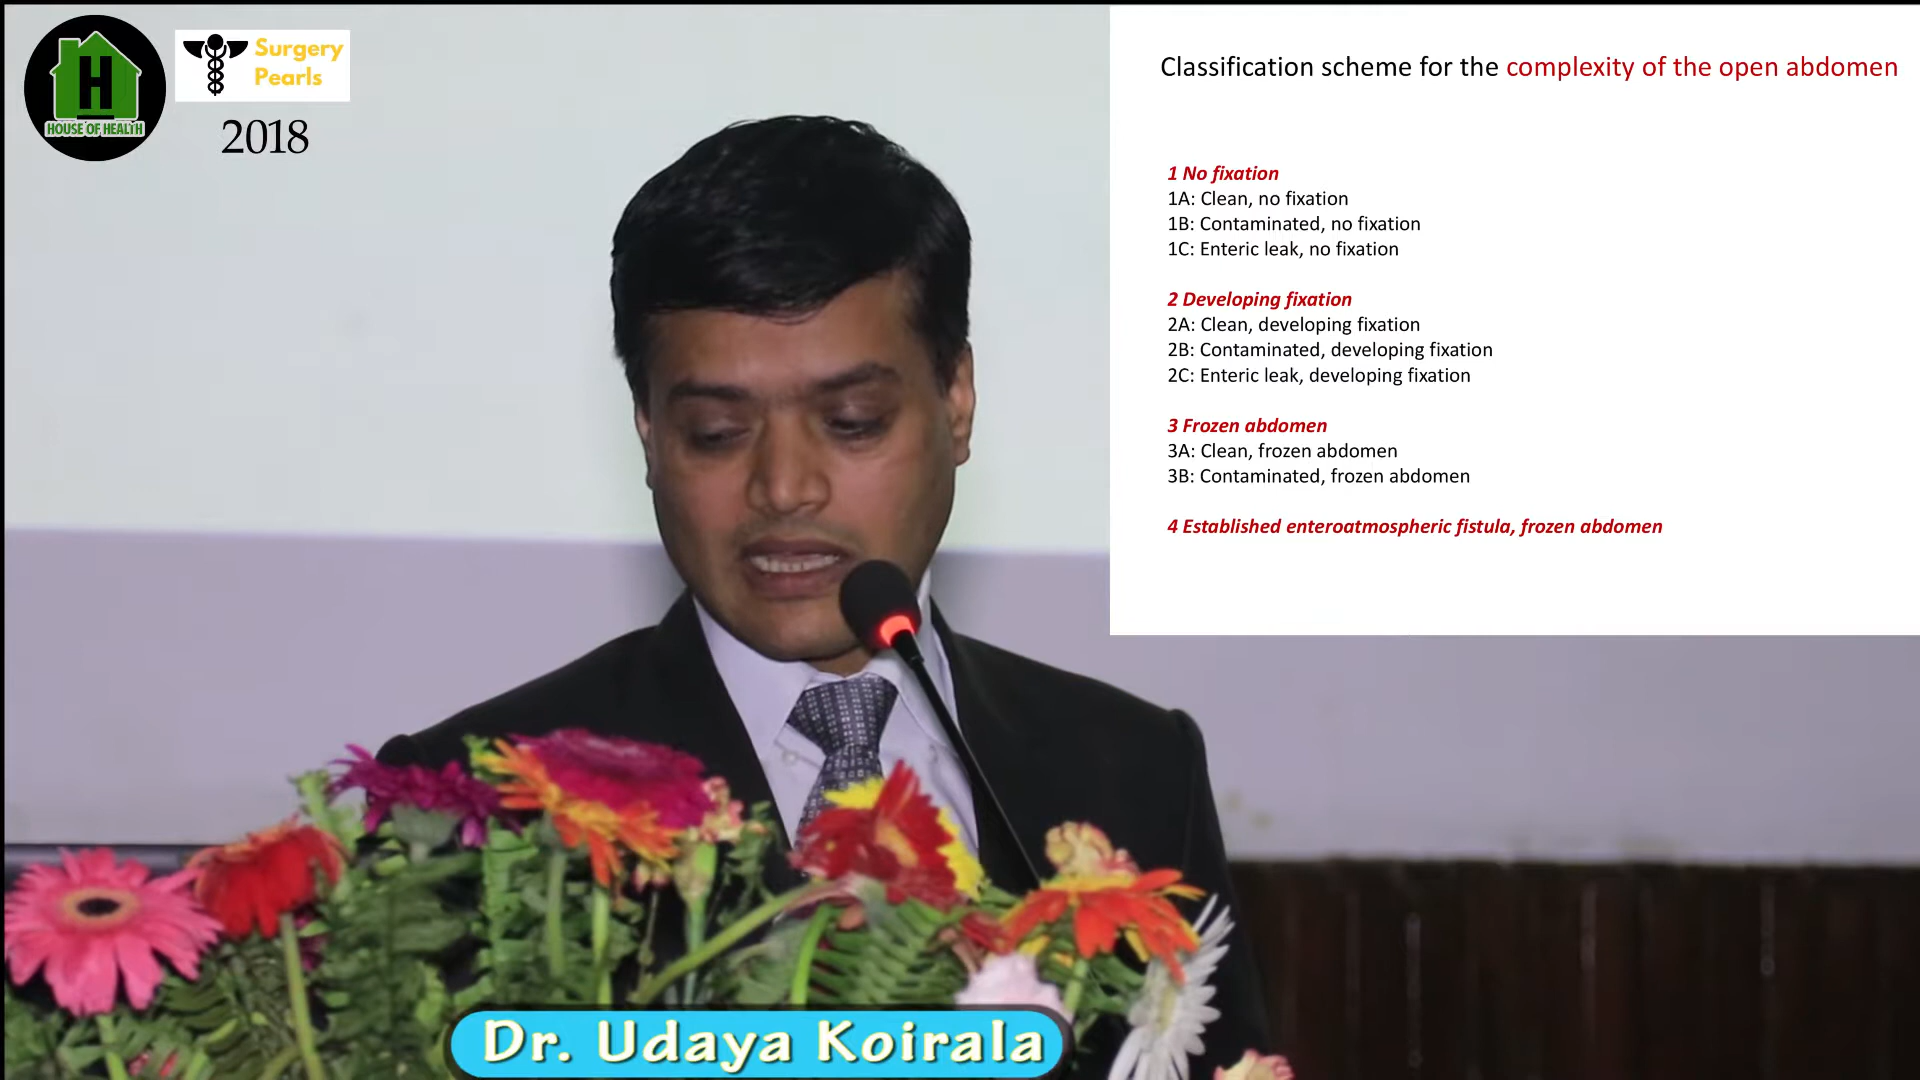 H
HOUSE OF HEALTH
Surgery
Pearls
2018
Classification scheme for the complexity of the open abdomen
1 No fixation
1A: Clean, no fixation
1B: Contaminated, no fixation
1C: Enteric leak, no fixation
2 Developing fixation
2A: Clean, developing fixation
2B: Contaminated, developing fixation
2C: Enteric leak, developing fixation
3 Frozen abdomen
3A: Clean, frozen abdomen
3B: Contaminated, frozen abdomen
4 Established enteroatmospheric fistula, frozen abdomen
Dr. Udaya Koirala